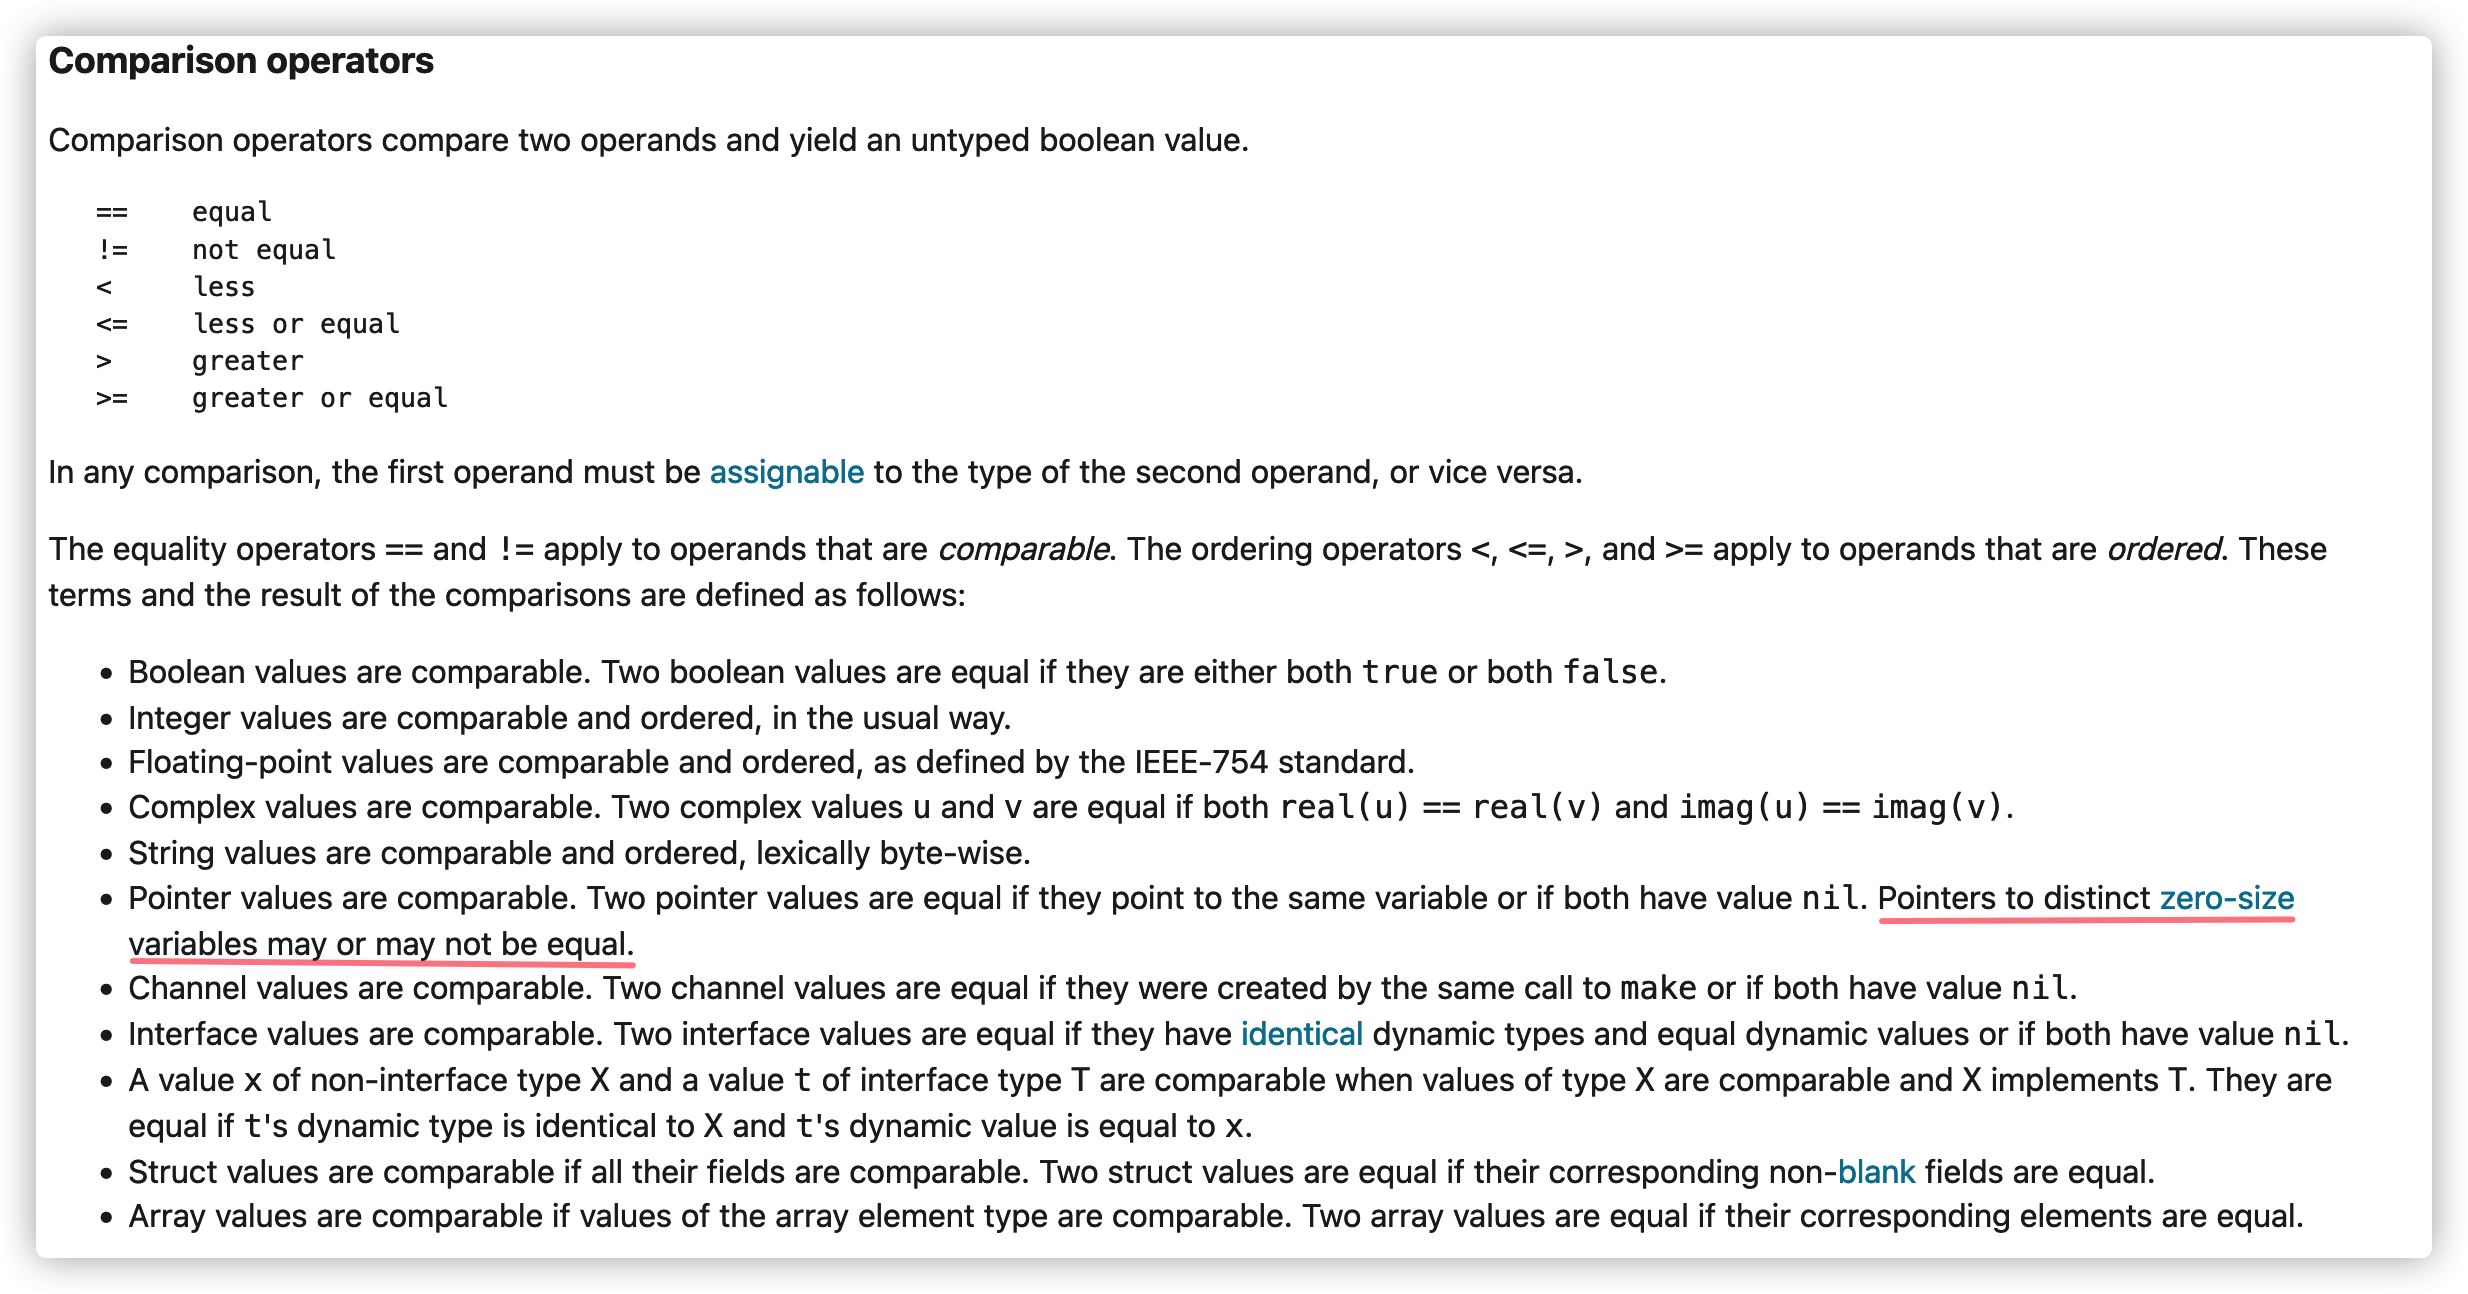 Comparison operators
Comparison operators compare two operands and yield an untyped boolean value.
== equal
!= not equal
< less
<= less or equal
> greater
>= greater or equal
In any comparison, the first operand must be assignable to the type of the second operand, or vice versa.
The equality operators == and != apply to operands that are comparable. The ordering operators <, <=, >, and >= apply to operands that are ordered. These
terms and the result of the comparisons are defined as follows:
• Boolean values are comparable. Two boolean values are equal if they are either both true or both false.
• Integer values are comparable and ordered, in the usual way.
• Floating-point values are comparable and ordered, as defined by the IEEE-754 standard.
• Complex values are comparable. Two complex values u and v are equal if both real(u) == real(v) and imag(u) == imag(v).
• String values are comparable and ordered, lexically byte-wise.
• Pointer values are comparable. Two pointer values are equal if they point to the same variable or if both have value nil. Pointers to distinct zero-size
variables may or may not be equal.
• Channel values are comparable. Two channel values are equal if they were created by the same call to make or if both have value nil.
• Interface values are comparable. Two interface values are equal if they have identical dynamic types and equal dynamic values or if both have value nil.
• A value x of non-interface type X and a value t of interface type T are comparable when values of type X are comparable and X implements T. They are
equal if t's dynamic type is identical to X and t's dynamic value is equal to x.
• Struct values are comparable if all their fields are comparable. Two struct values are equal if their corresponding non-blank fields are equal.
• Array values are comparable if values of the array element type are comparable. Two array values are equal if their corresponding elements are equal.